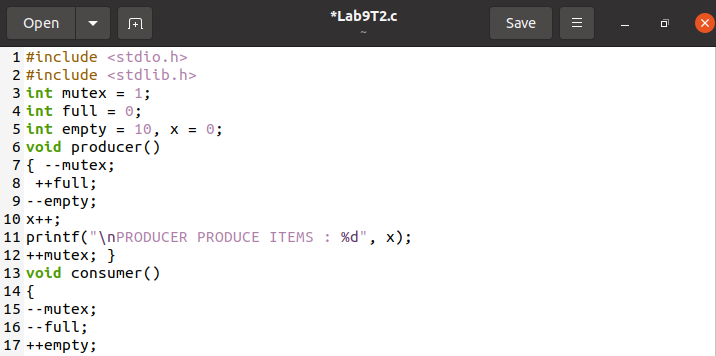 Open
*Lab9T2.c
~
Save
1 #include <stdio.h>
2 #include <stdlib.h>
3 int mutex = 1;
4 int full = 0;
5 int empty = 10, x = 0;
6 void producer()
7 { --mutex;
8  ++full;
9 --empty;
10 x++;
11 printf("\nPRODUCER PRODUCE ITEMS : %d", x);
12 ++mutex; }
13 void consumer()
14 {
15 --mutex;
16 --full;
17 ++empty;